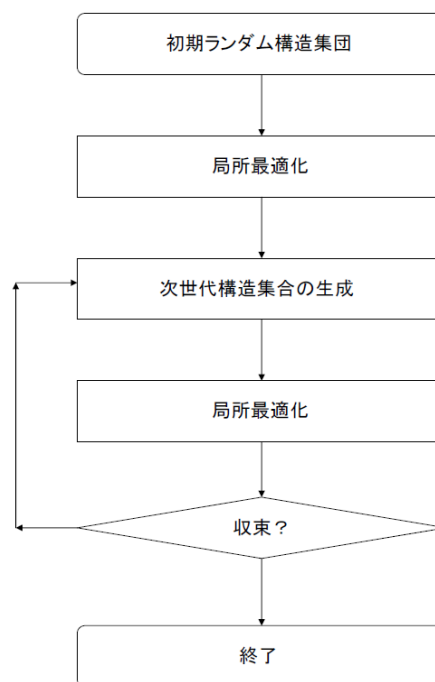 初期ランダム構造集団
局所最適化
次世代構造集合の生成
局所最適化
収束？
終了